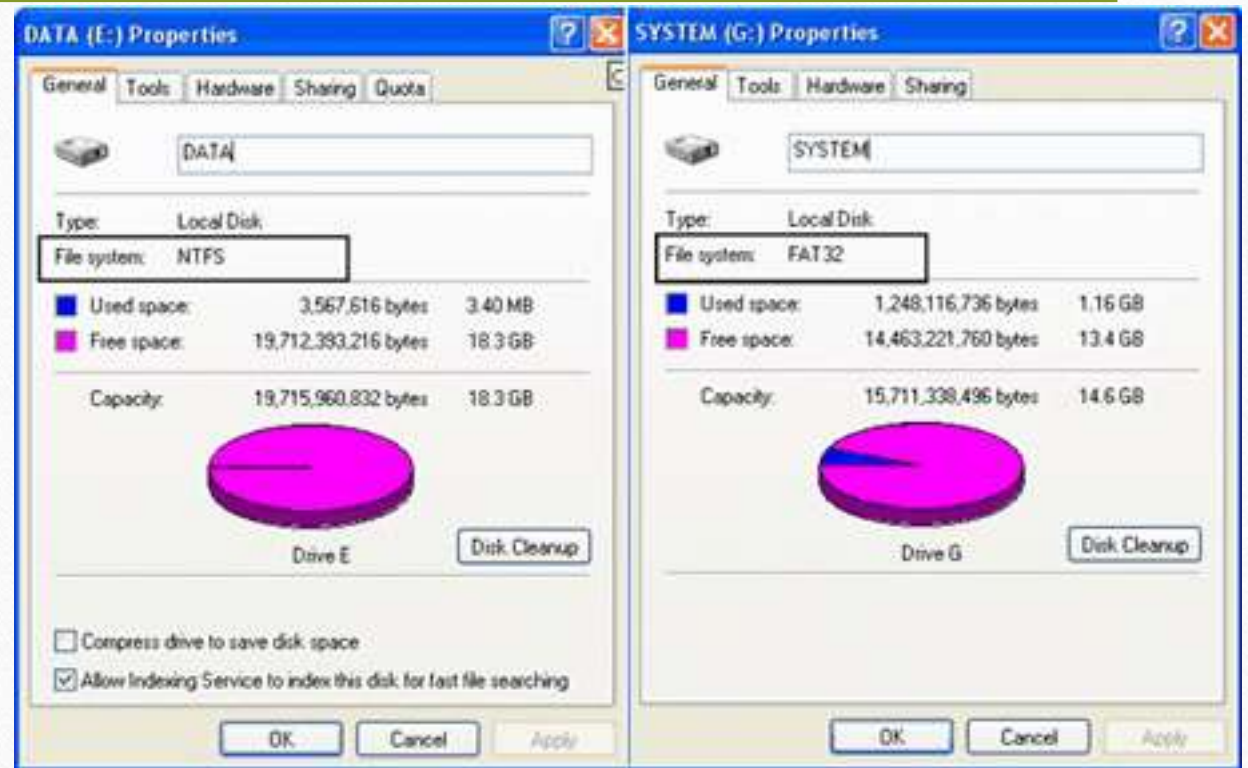 DATA (E:) Properties
General Tools Hardware Sharing Quota
DATA
Type: Local Disk
File system: NTFS
Used space: 3,567,616 bytes 3.40 MB
Free space: 19,712,393,216 bytes 18.3 GB
Capacity: 19,715,960,832 bytes 18.3 GB
Drive E
Disk Cleanup
Compress drive to save disk space
Allow Indexing Service to index this disk for fast file searching
OK Cancel Apply
SYSTEM (G:) Properties
General Tools Hardware Sharing
SYSTEM
Type: Local Disk
File system: FAT32
Used space: 1,248,116,736 bytes 1.16 GB
Free space: 14,463,221,760 bytes 13.4 GB
Capacity: 15,711,338,496 bytes 14.6 GB
Drive G
Disk Cleanup
OK Cancel Apply